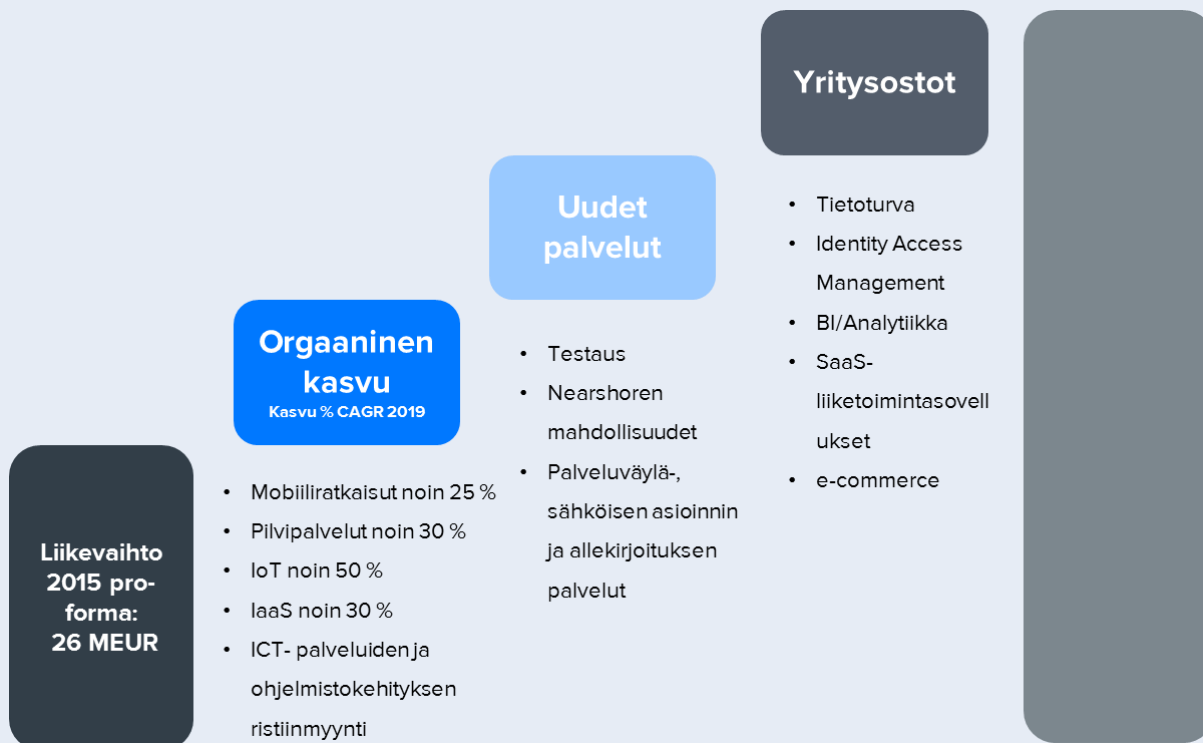 Liikevaihto
2015 pro-
forma:
26 MEUR
Orgaaninen
kasvu
Kasvu % CAGR 2019
• Mobiiliratkaisut noin 25 %
• Pilvipalvelut noin 30 %
• IoT noin 50 %
• IaaS noin 30 %
• ICT- palveluiden ja
ohjelmistokehityksen
ristiinmyynti
Uudet
palvelut
• Testaus
• Nearshoren
mahdollisuudet
• Palveluväylä-,
sähköisen asioinnin
ja allekirjoituksen
palvelut
Yritysostot
• Tietoturva
• Identity Access
Management
• BI/Analytiikka
• SaaS-
liiketoimintasovell
ukset
• e-commerce